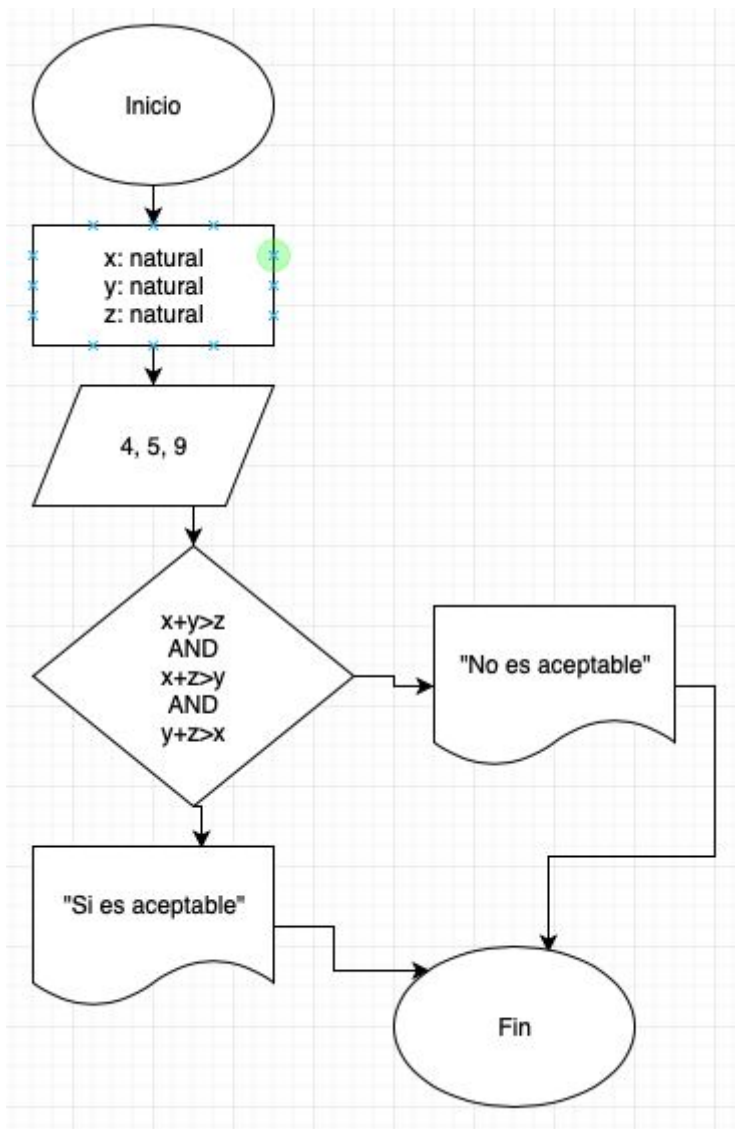 Inicio
x: natural
y: natural
z: natural
4, 5, 9
x+y>z
AND
x+z>y
AND
y+z>x
"No es aceptable"
"Si es aceptable"
Fin